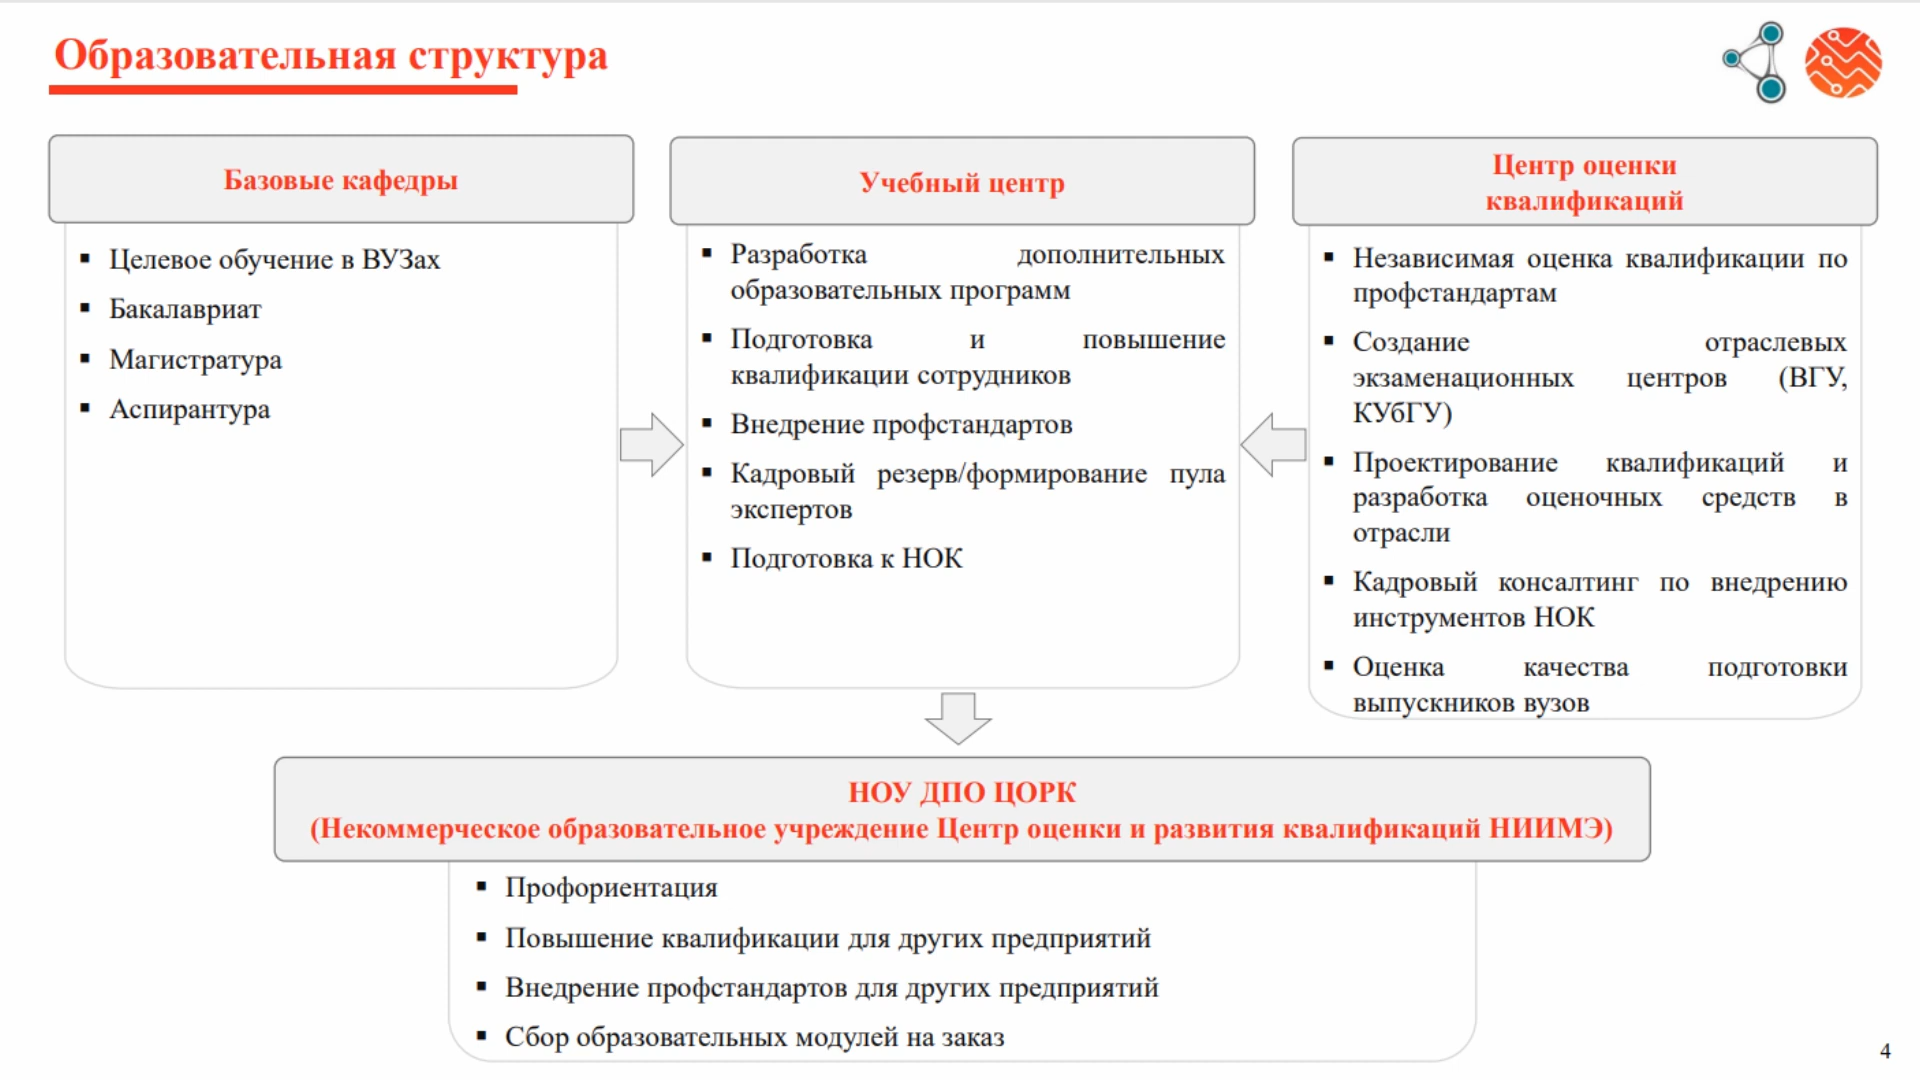 Образовательная структура
Базовые кафедры
Целевое обучение в ВУЗах
Бакалавриат
Магистратура
Аспирантура
Учебный центр
Разработка дополнительных
образовательных программ
Подготовка и повышение
квалификации сотрудников
Внедрение профстандартов
Кадровый резерв/формирование пула
экспертов
Подготовка к НОК
Центр оценки
квалификаций
Независимая оценка квалификации по
профстандартам
Создание отраслевых
экзаменационных центров (ВГУ,
КУбГУ)
Проектирование квалификаций и
разработка оценочных средств в
отрасли
Кадровый консалтинг по внедрению
инструментов НОК
Оценка качества подготовки
выпускников вузов
НОУ ДПО ЦОРК
(Некоммерческое образовательное учреждение Центр оценки и развития квалификаций НИИМЭ)
Профориентация
Повышение квалификации для других предприятий
Внедрение профстандартов для других предприятий
Сбор образовательных модулей на заказ
4